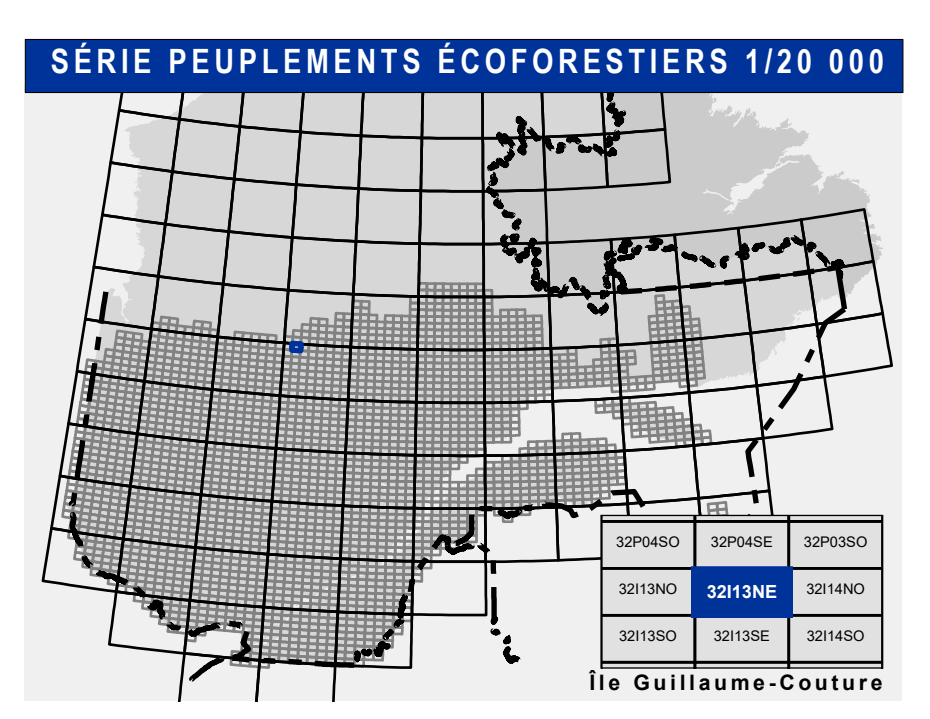 SÉRIE PEUPLEMENTS ÉCOFORESTIERS 1/20 000
32P04SO 32P04SE 32P03SO
32I13NO 32I13NE 32I14NO
32I13SO 32I13SE 32I14SO
Île Guillaume-Couture